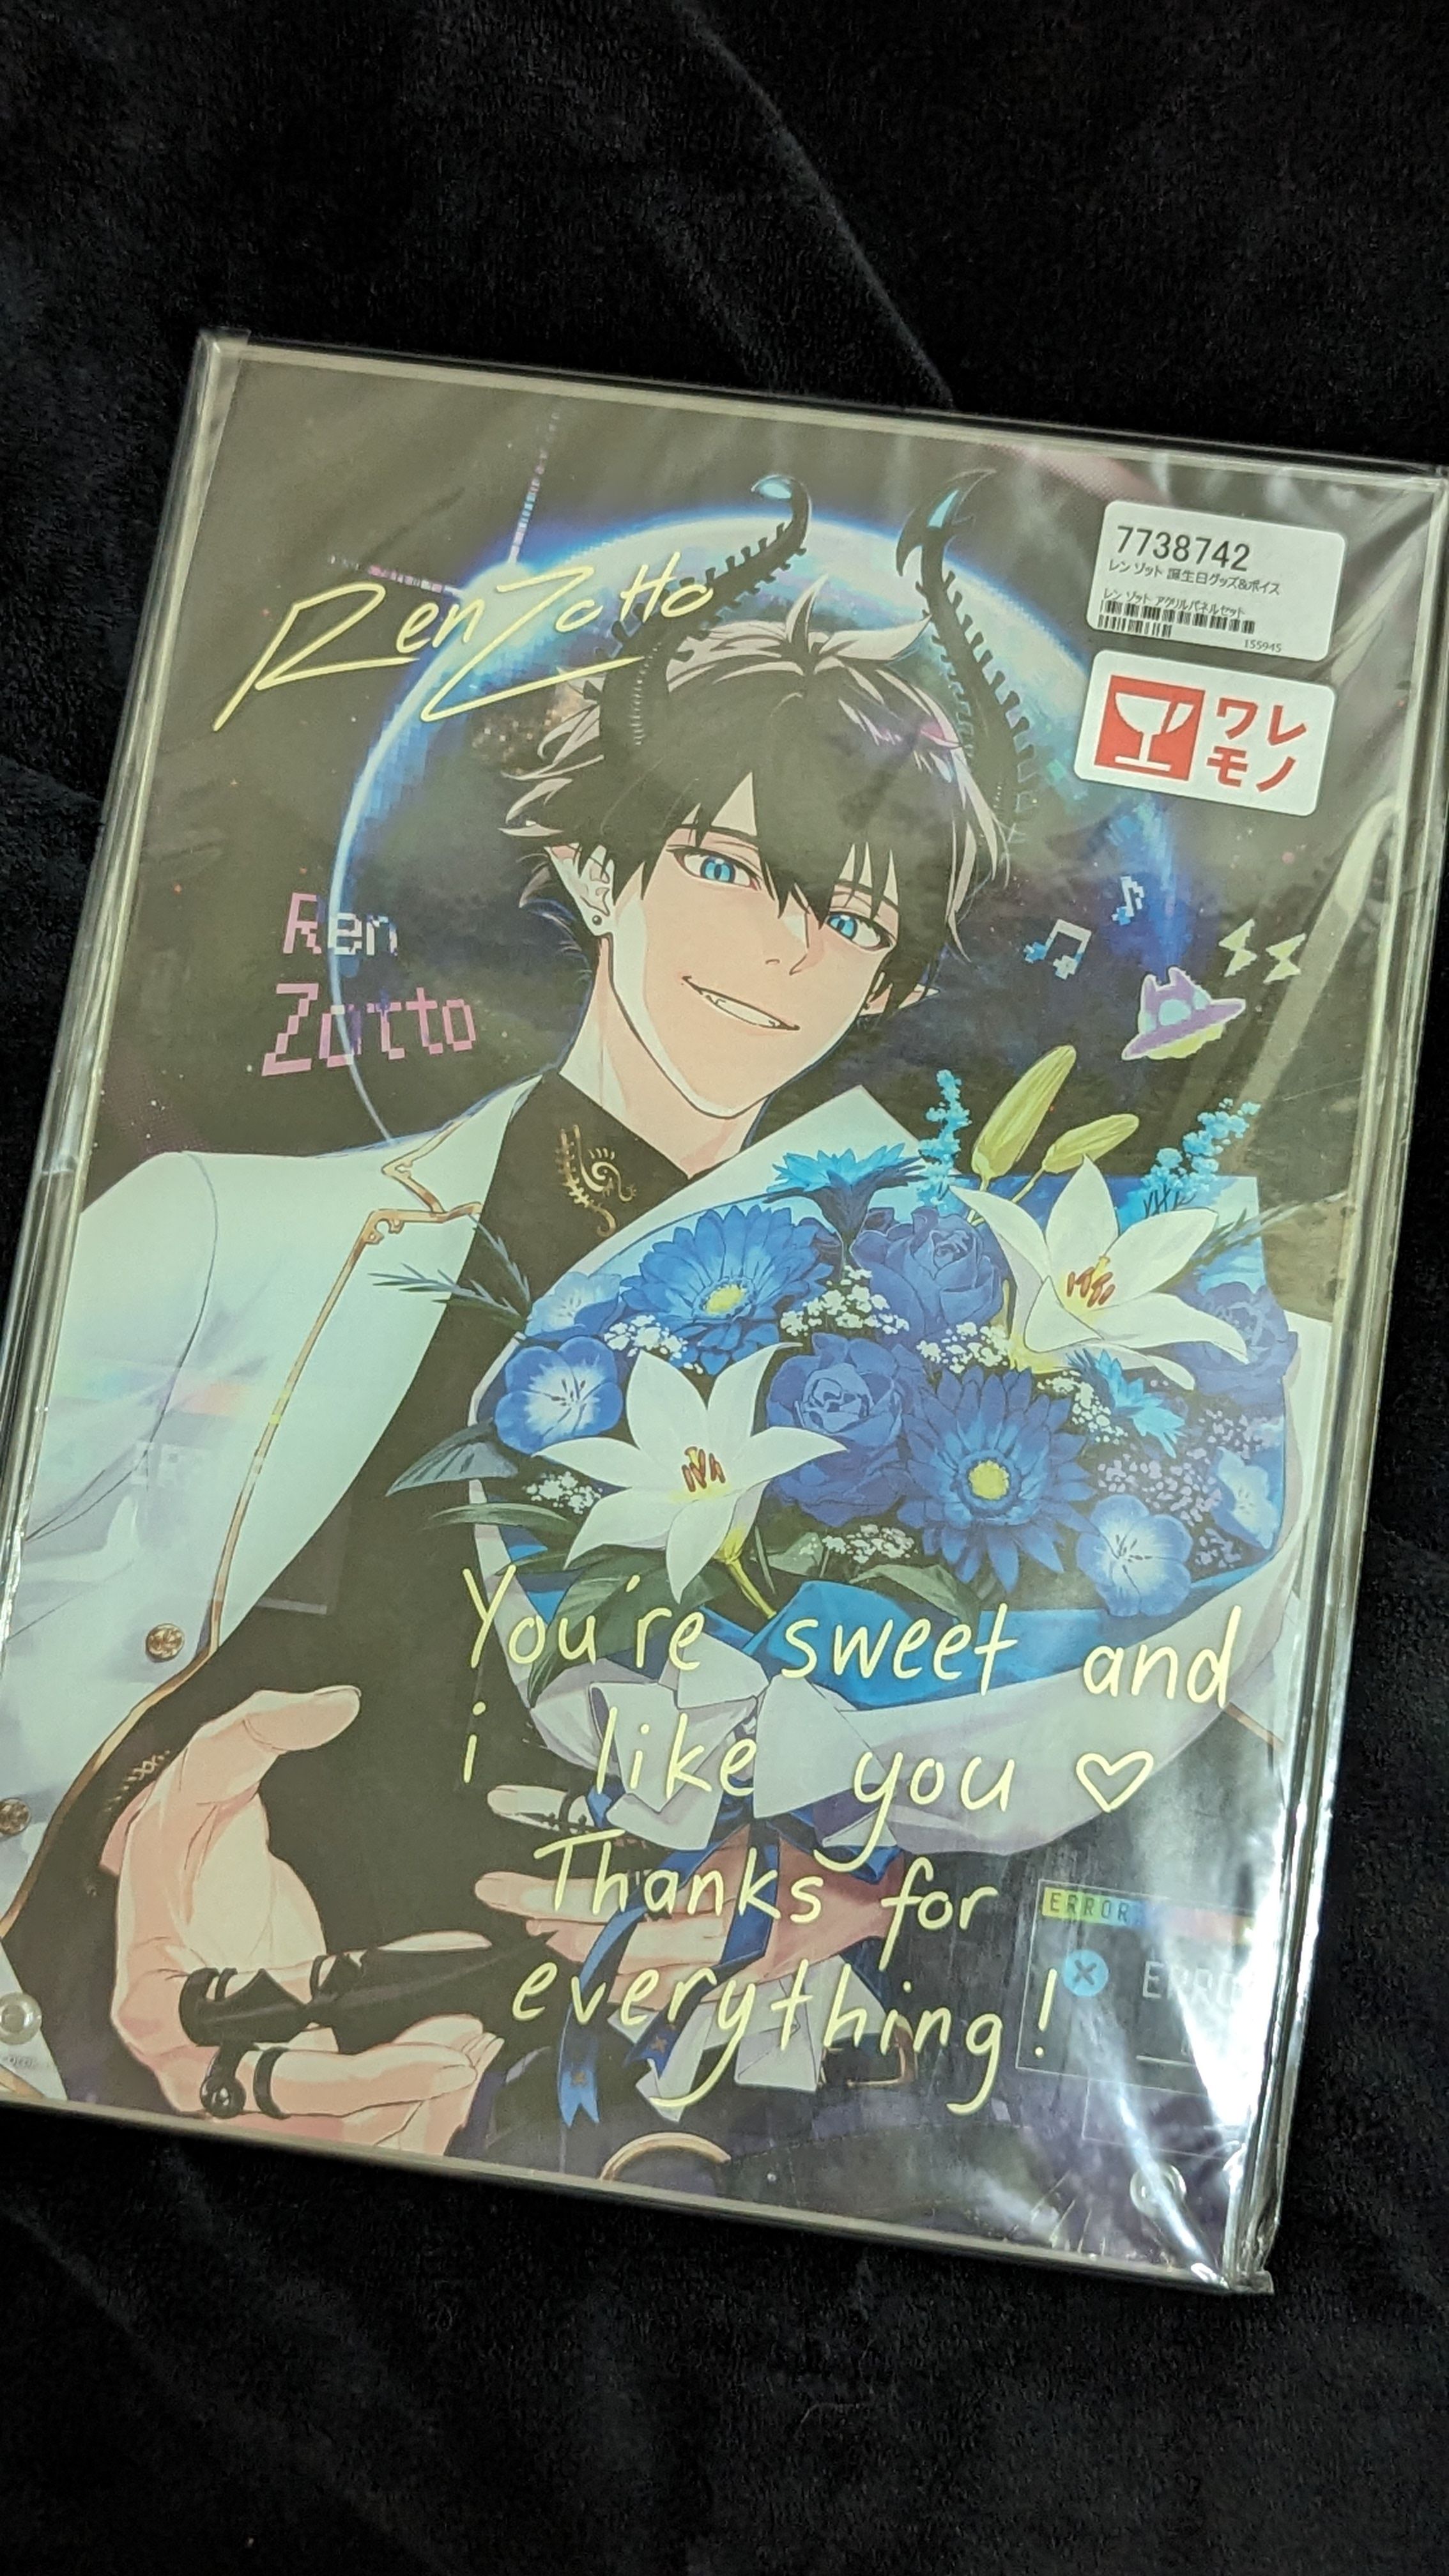 7738742
レン ゾット 誕生日グッズ&ボイス
レン ゾット アクリルパネルセット
155945
ワレ
モノ
Ren Zotto
Ren
Zotto
You're sweet and
i like you ♡
Thanks for
everything!
ERROR